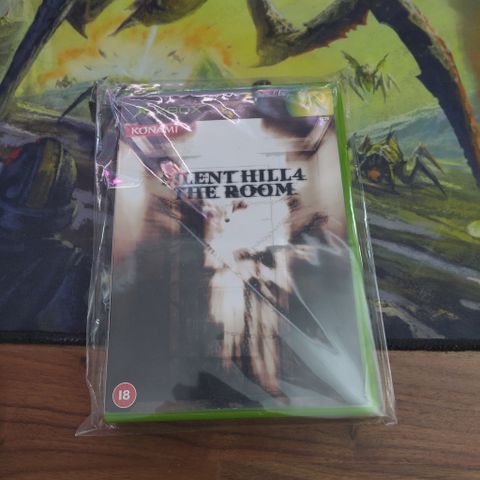 KONAMI
SILENT HILL 4
THE ROOM
18